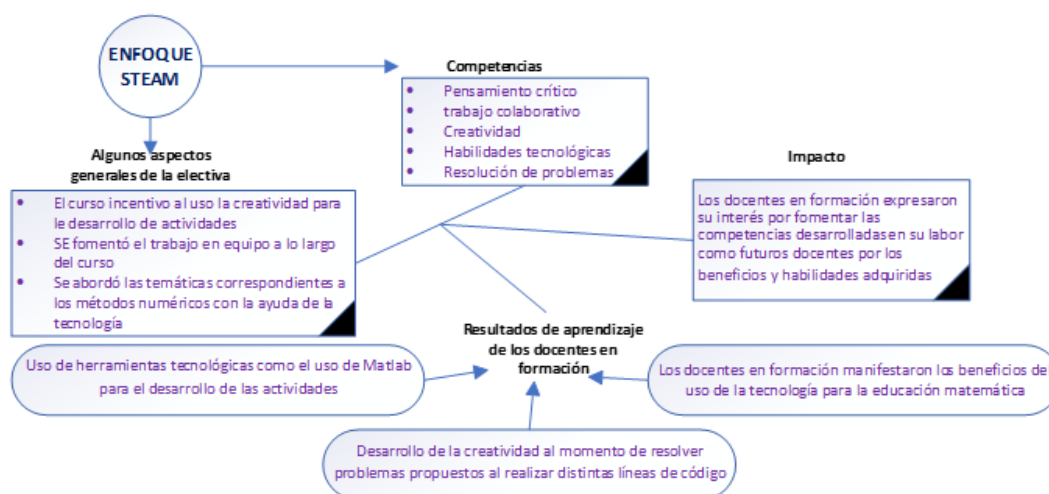 ENFOQUE
STEAM
Competencias
• Pensamiento crítico
• trabajo colaborativo
• Creatividad
• Habilidades tecnológicas
• Resolución de problemas
Algunos aspectos
generales de la electiva
• El curso incentivo al uso la creatividad para
le desarrollo de actividades
• SE fomentó el trabajo en equipo a lo largo
del curso
• Se abordó las temáticas correspondientes a
los métodos numéricos con la ayuda de la
tecnología
Impacto
Los docentes en formación expresaron
su interés por fomentar las
competencias desarrolladas en su labor
como futuros docentes por los
beneficios y habilidades adquiridas
Resultados de aprendizaje
de los docentes en
formación
Uso de herramientas tecnológicas como el uso de Matlab
para el desarrollo de las actividades
Los docentes en formación manifestaron los beneficios del
uso de la tecnología para la educación matemática
Desarrollo de la creatividad al momento de resolver
problemas propuestos al realizar distintas líneas de código